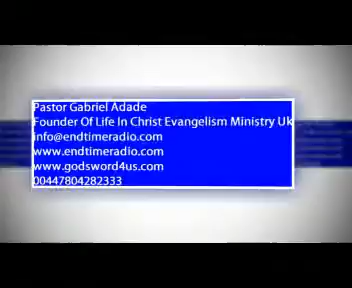 Pastor Gabriel Adade
Founder Of Life In Christ Evangelism Ministry Uk
info@endtimeradio.com
www.endtimeradio.com
www.godsword4us.com
00447804282333